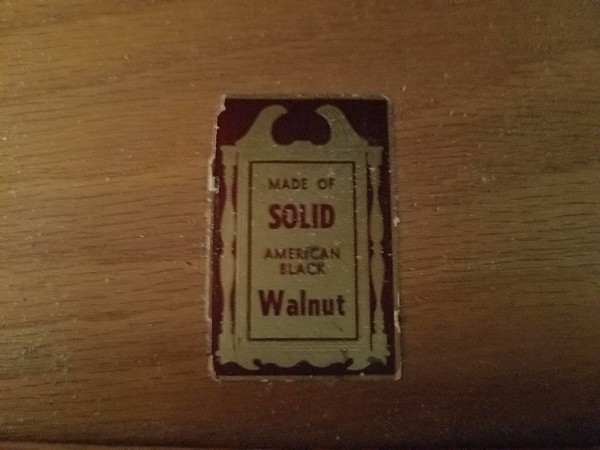 MADE OF
SOLID
AMERICAN
BLACK
Walnut